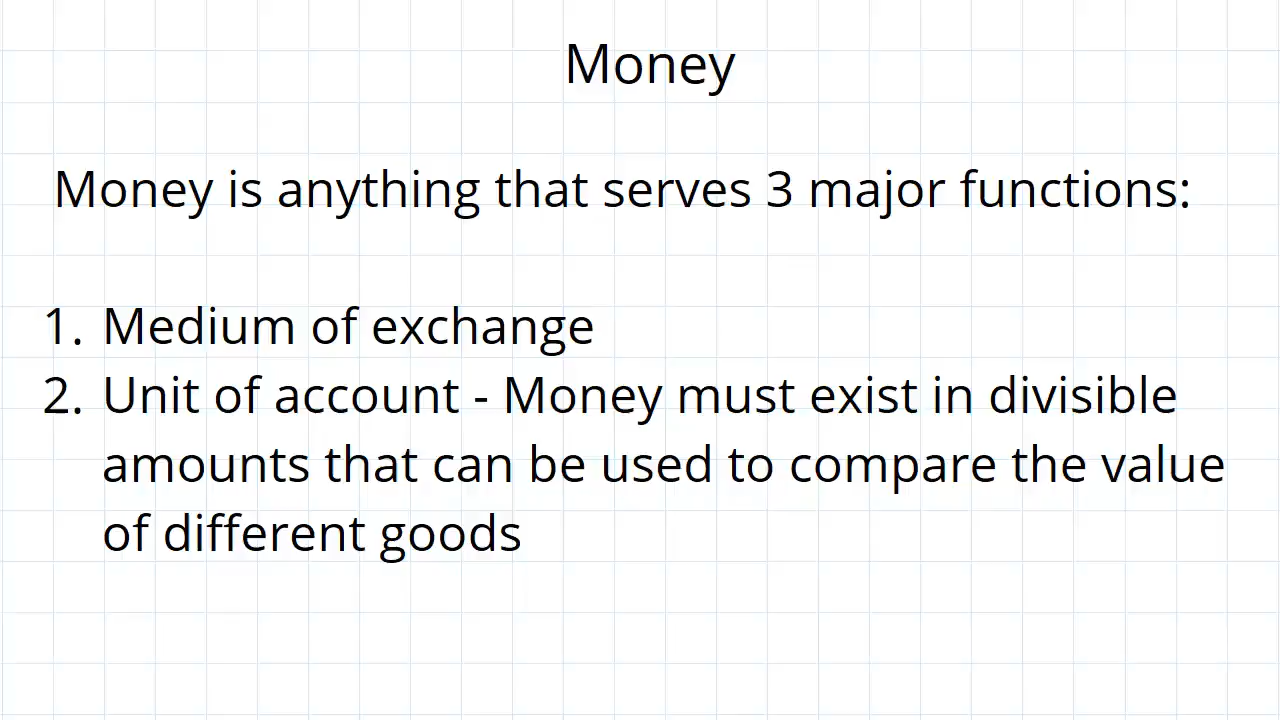 Money
Money is anything that serves 3 major functions:
1. Medium of exchange
2. Unit of account - Money must exist in divisible
amounts that can be used to compare the value
of different goods